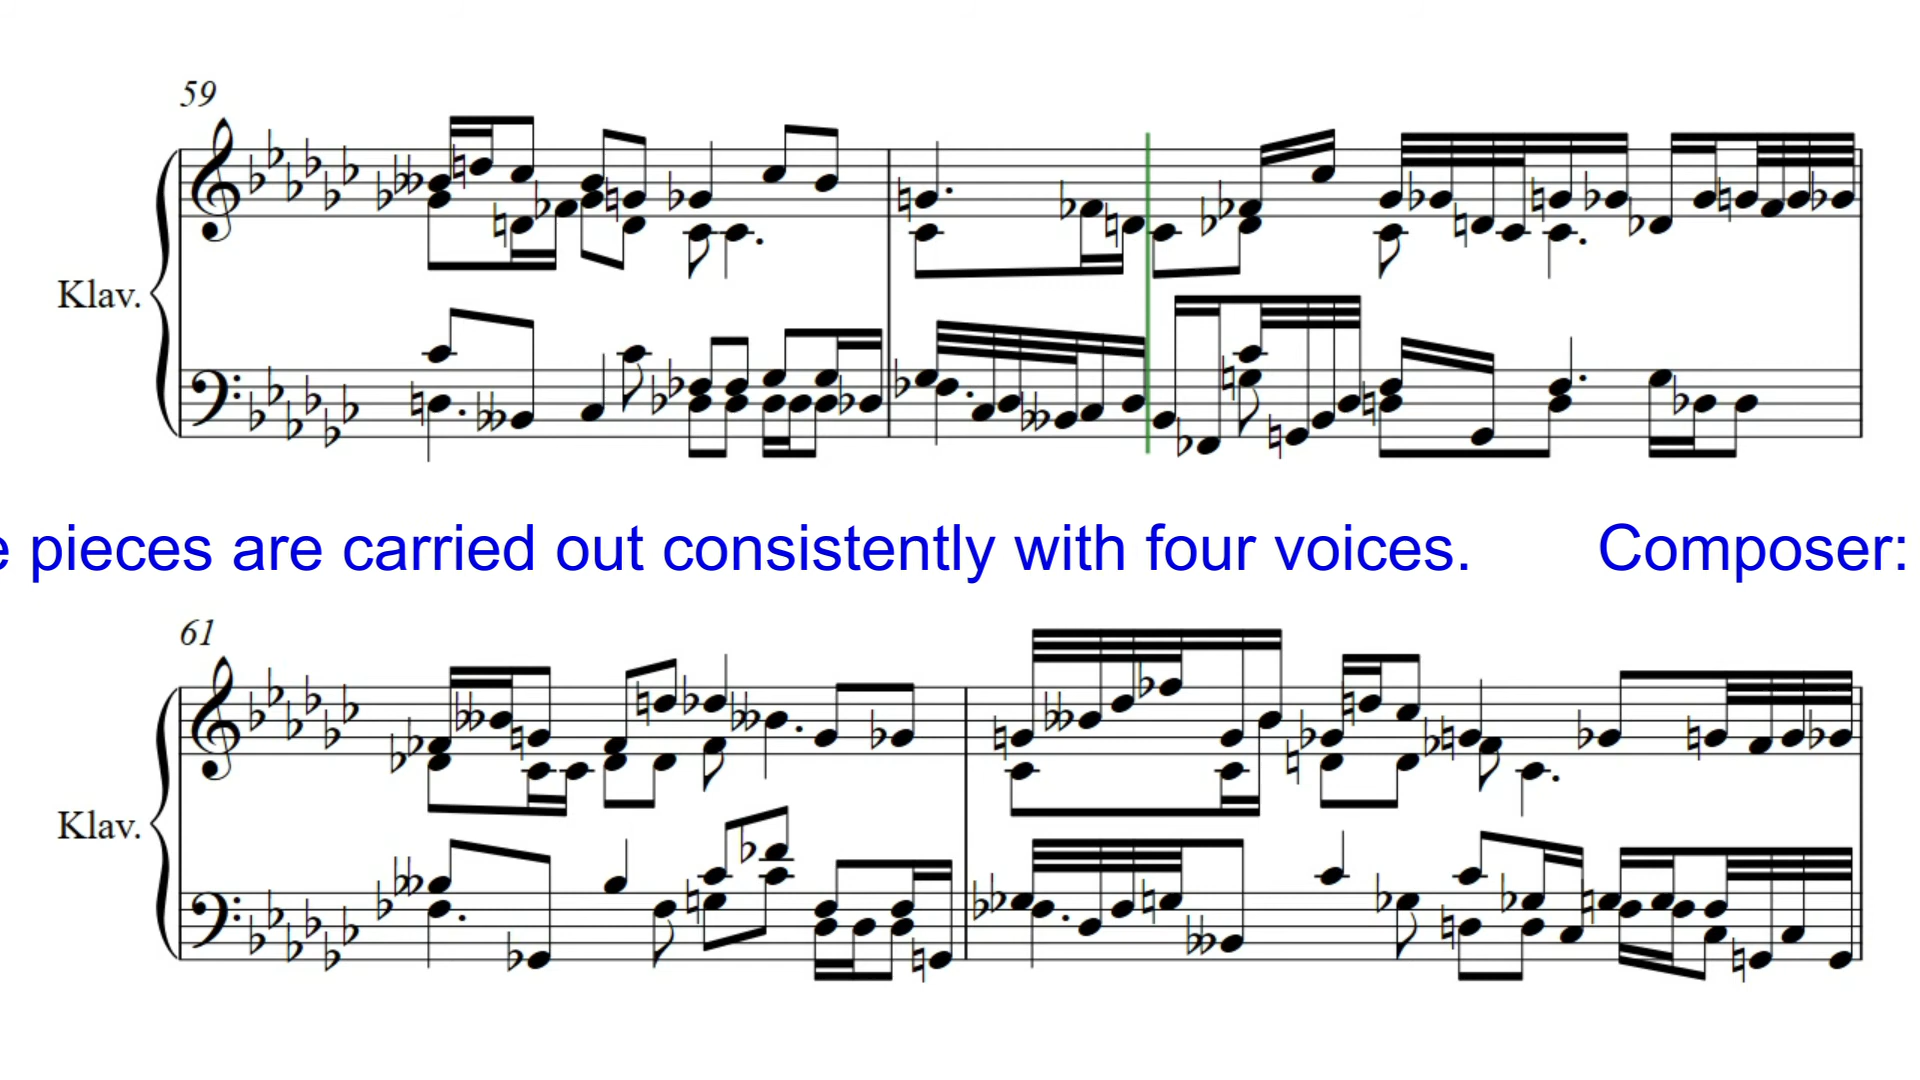 59
Klav.
pieces are carried out consistently with four voices. Composer:
61
Klav.